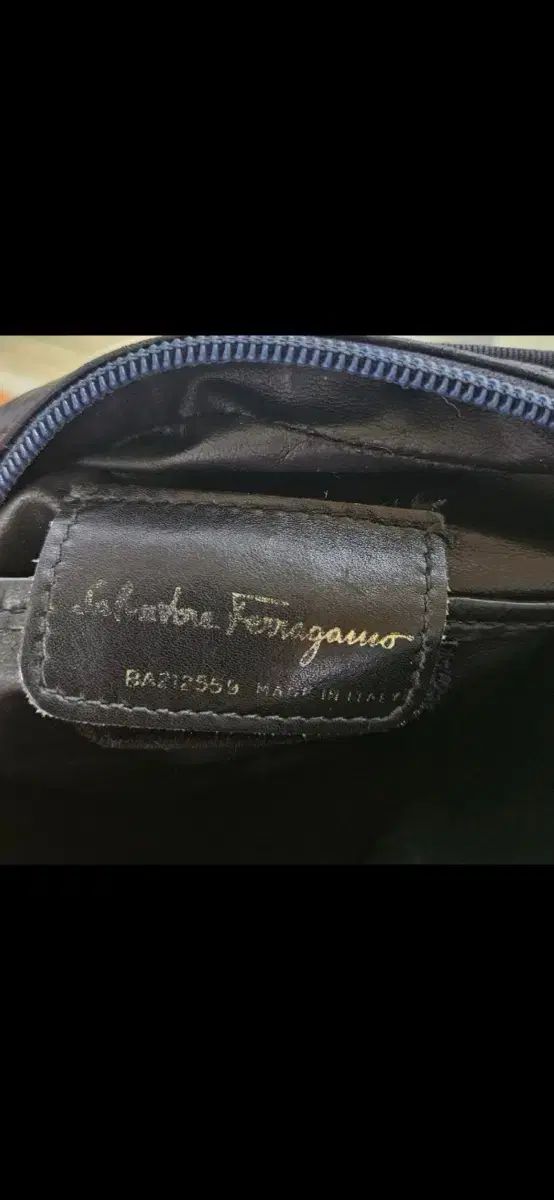 Salvatore Ferragamo
BA212559 MADE IN ITALY